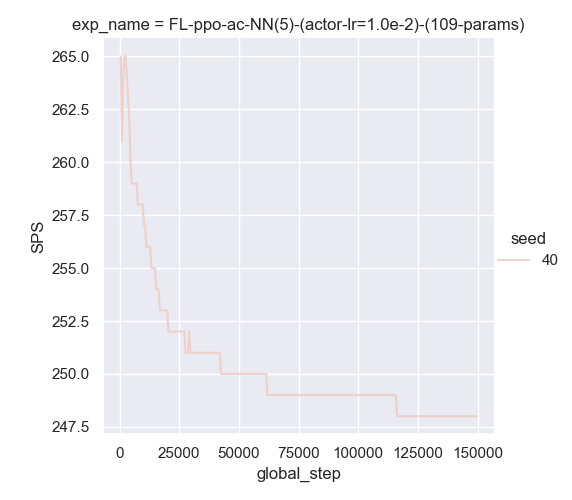 exp_name = FL-ppo-ac-NN(5)-(actor-lr=1.0e-2)-(109-params)
265.0
262.5
260.0
257.5
255.0
252.5
250.0
247.5
SPS
0 25000 50000 75000 100000 125000 150000
global_step
seed
40